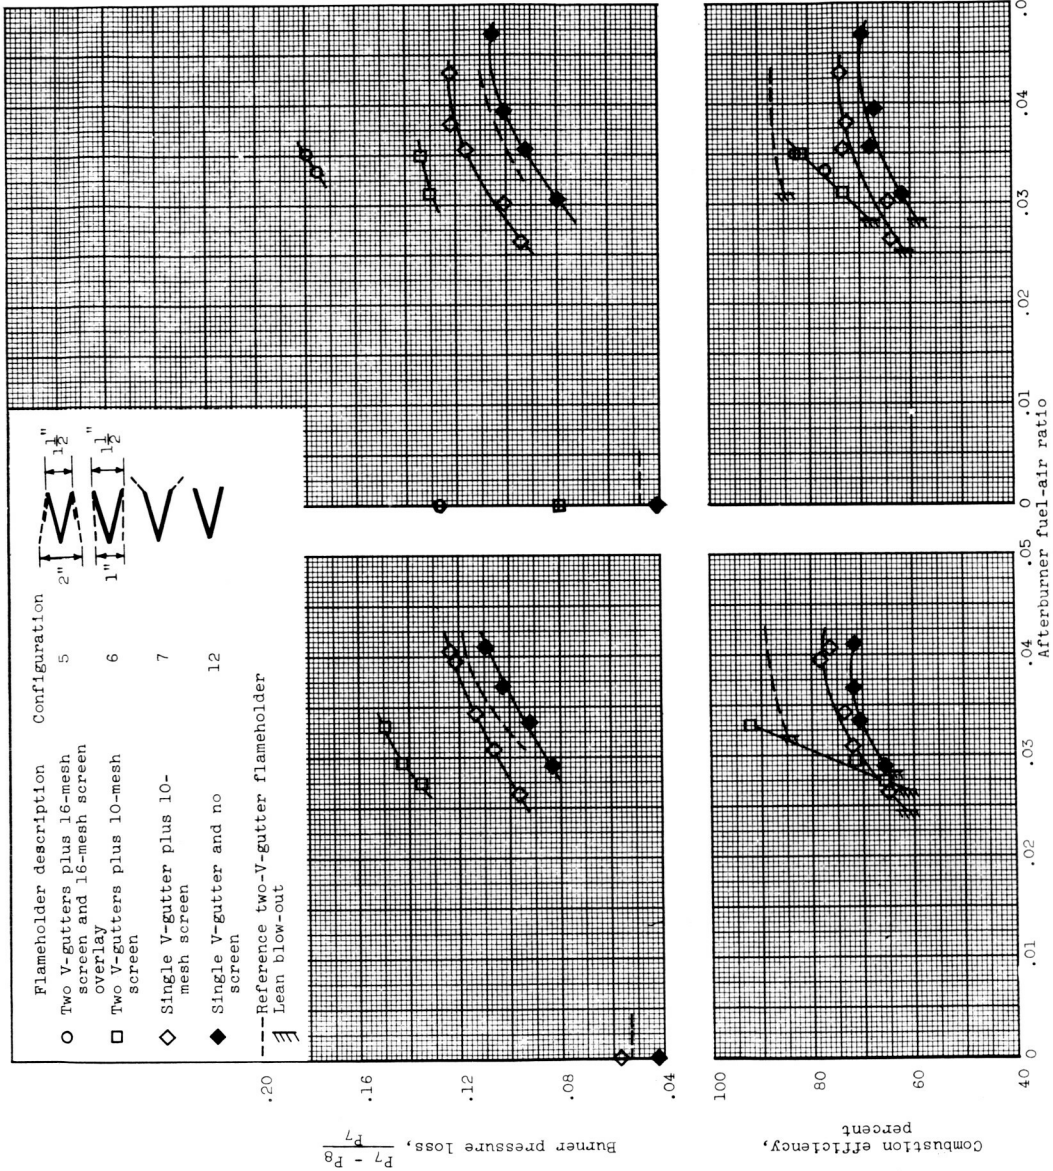 Flameholder description Configuration
Two V-gutters plus 16-mesh
screen and 16-mesh screen
overlay
5
2" 1 1/2"
Two V-gutters plus 10-mesh
screen
6
1" 1 1/2"
Single V-gutter plus 10-
mesh screen
7
Single V-gutter and no
screen
12
Reference two-V-gutter flameholder
Lean blow-out
Burner pressure loss, (P7 - P8) / P7
.20
.16
.12
.08
.04
Combustion efficiency,
percent
100
80
60
40
0 .01 .02 .03 .04 .05
0 .01 .02 .03 .04 .0
Afterburner fuel-air ratio